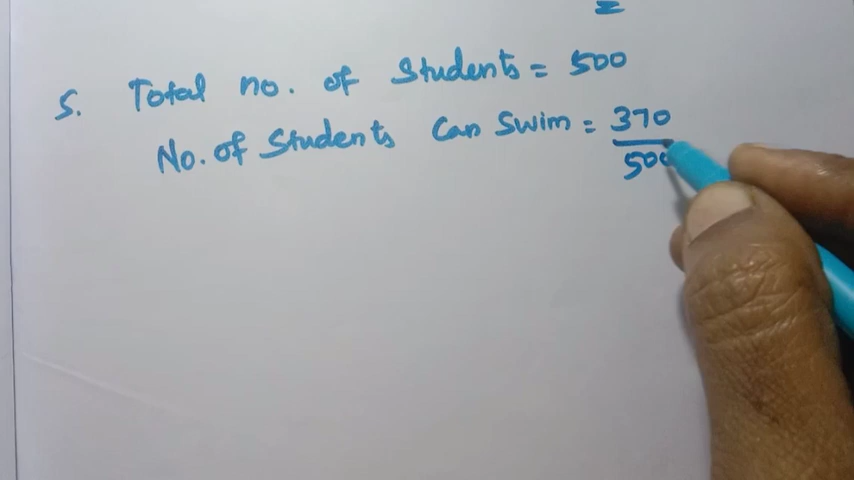 5. Total no. of Students = 500
No. of Students Can Swim = 370
500